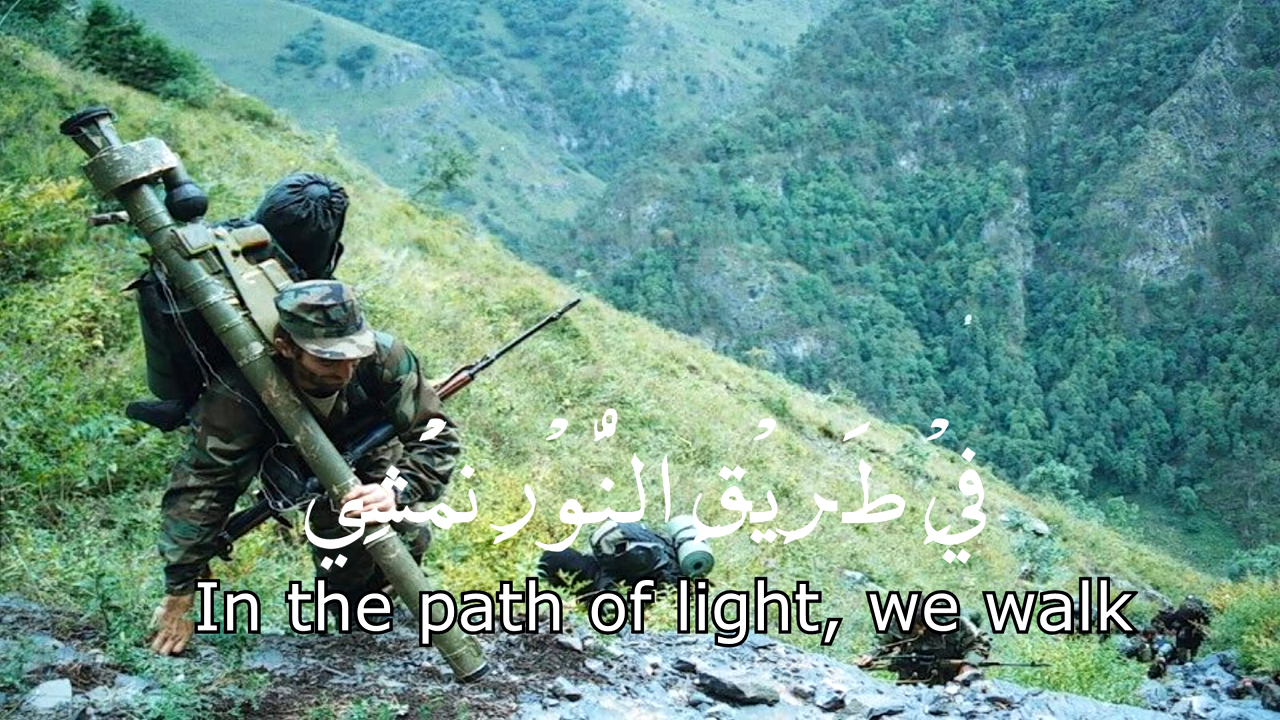 فِيْ طَرِيْقِ النُّوْرِ نَمْشِيْ
In the path of light, we walk